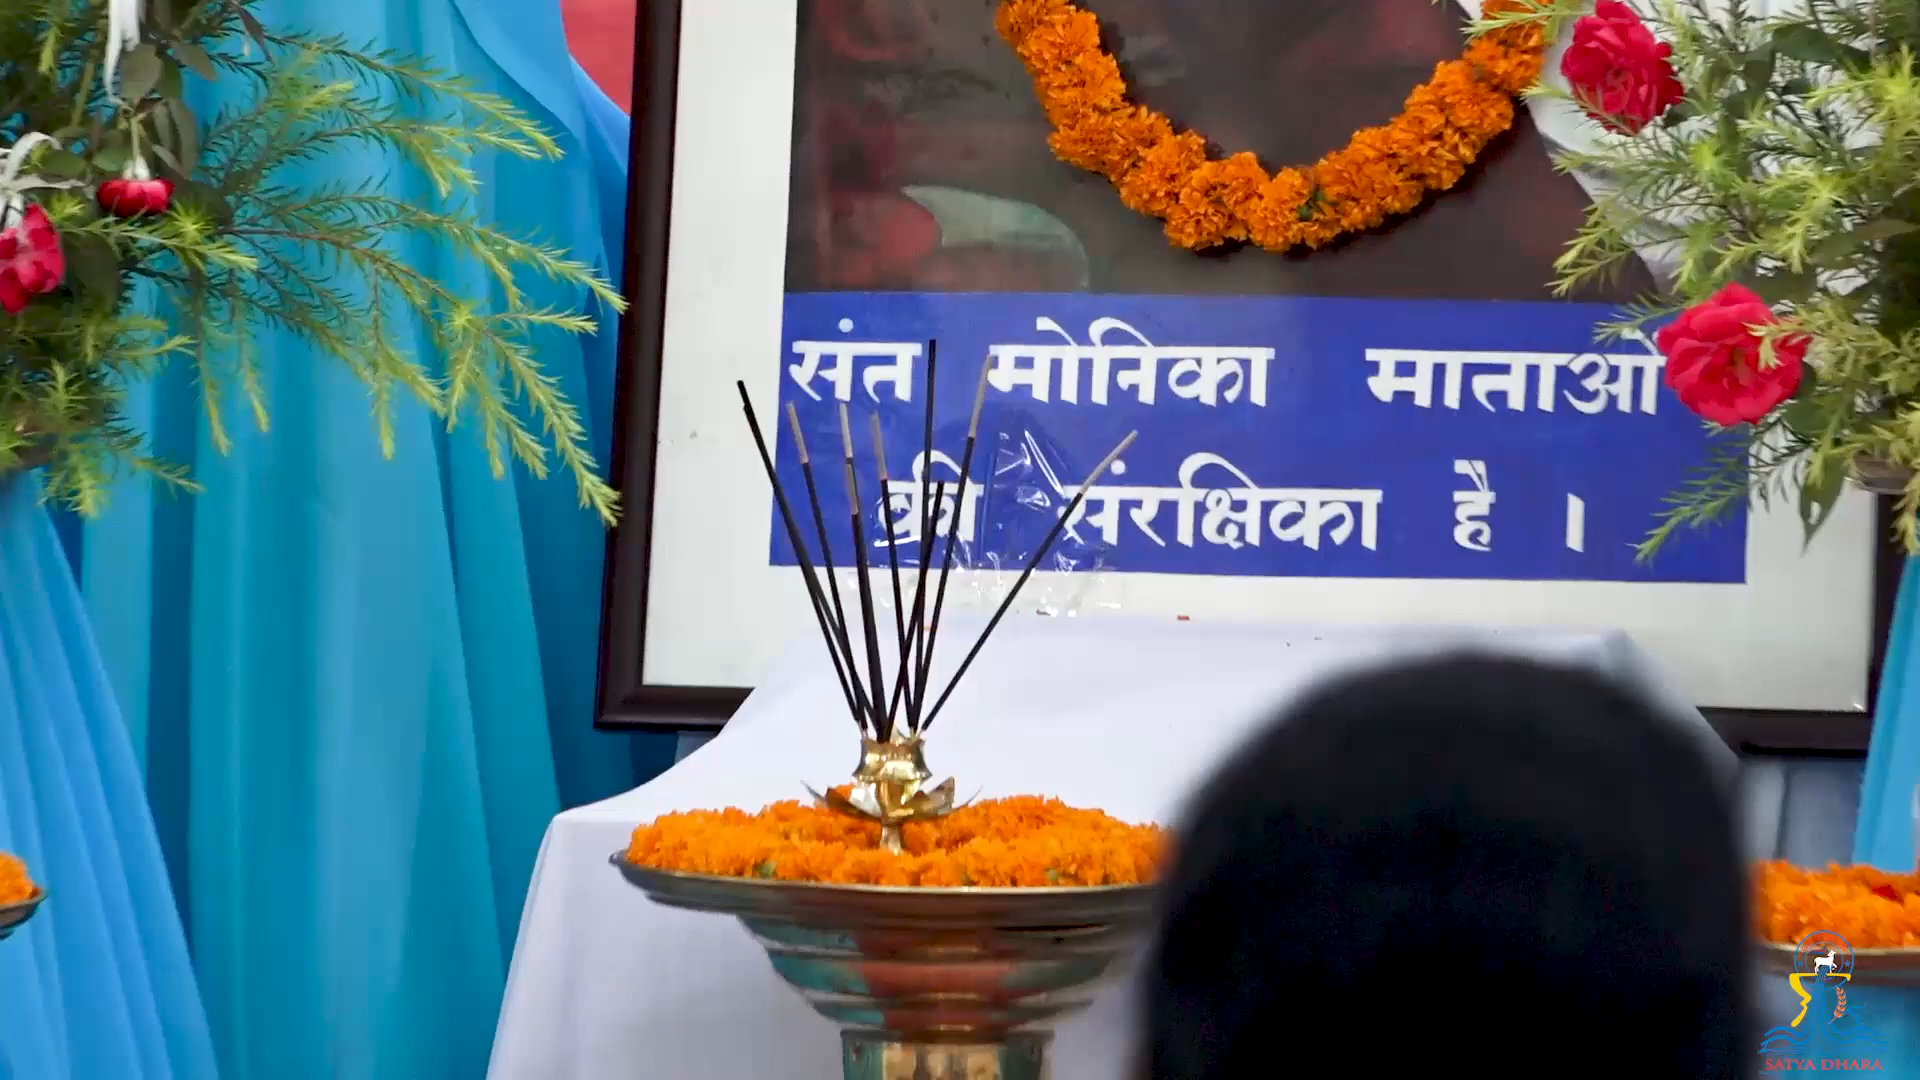 संत मोनिका माताओं
की संरक्षिका है ।
SATYA DHARA